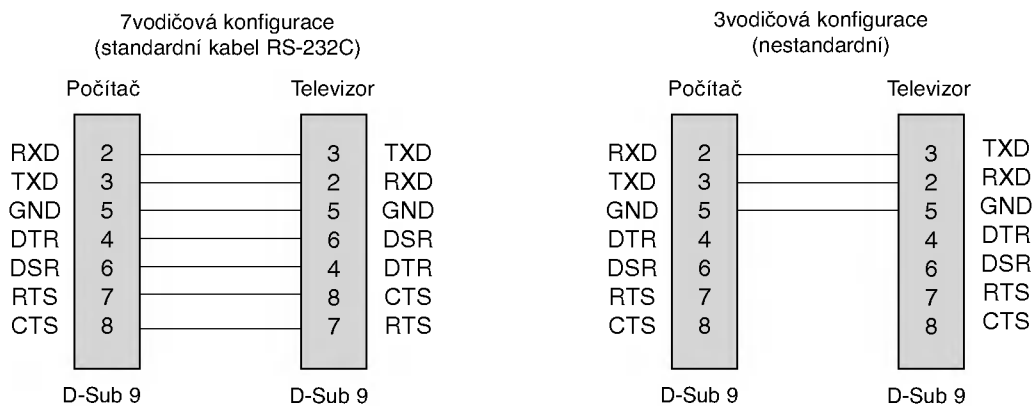 7vodičová konfigurace
(standardní kabel RS-232C)
Počítač Televizor
RXD 2 3 TXD
TXD 3 2 RXD
GND 5 5 GND
DTR 4 6 DSR
DSR 6 4 DTR
RTS 7 8 CTS
CTS 8 7 RTS
D-Sub 9 D-Sub 9
3vodičová konfigurace
(nestandardní)
Počítač Televizor
RXD 2 3 TXD
TXD 3 2 RXD
GND 5 5 GND
DTR 4 4 DTR
DSR 6 6 DSR
RTS 7 7 RTS
CTS 8 8 CTS
D-Sub 9 D-Sub 9